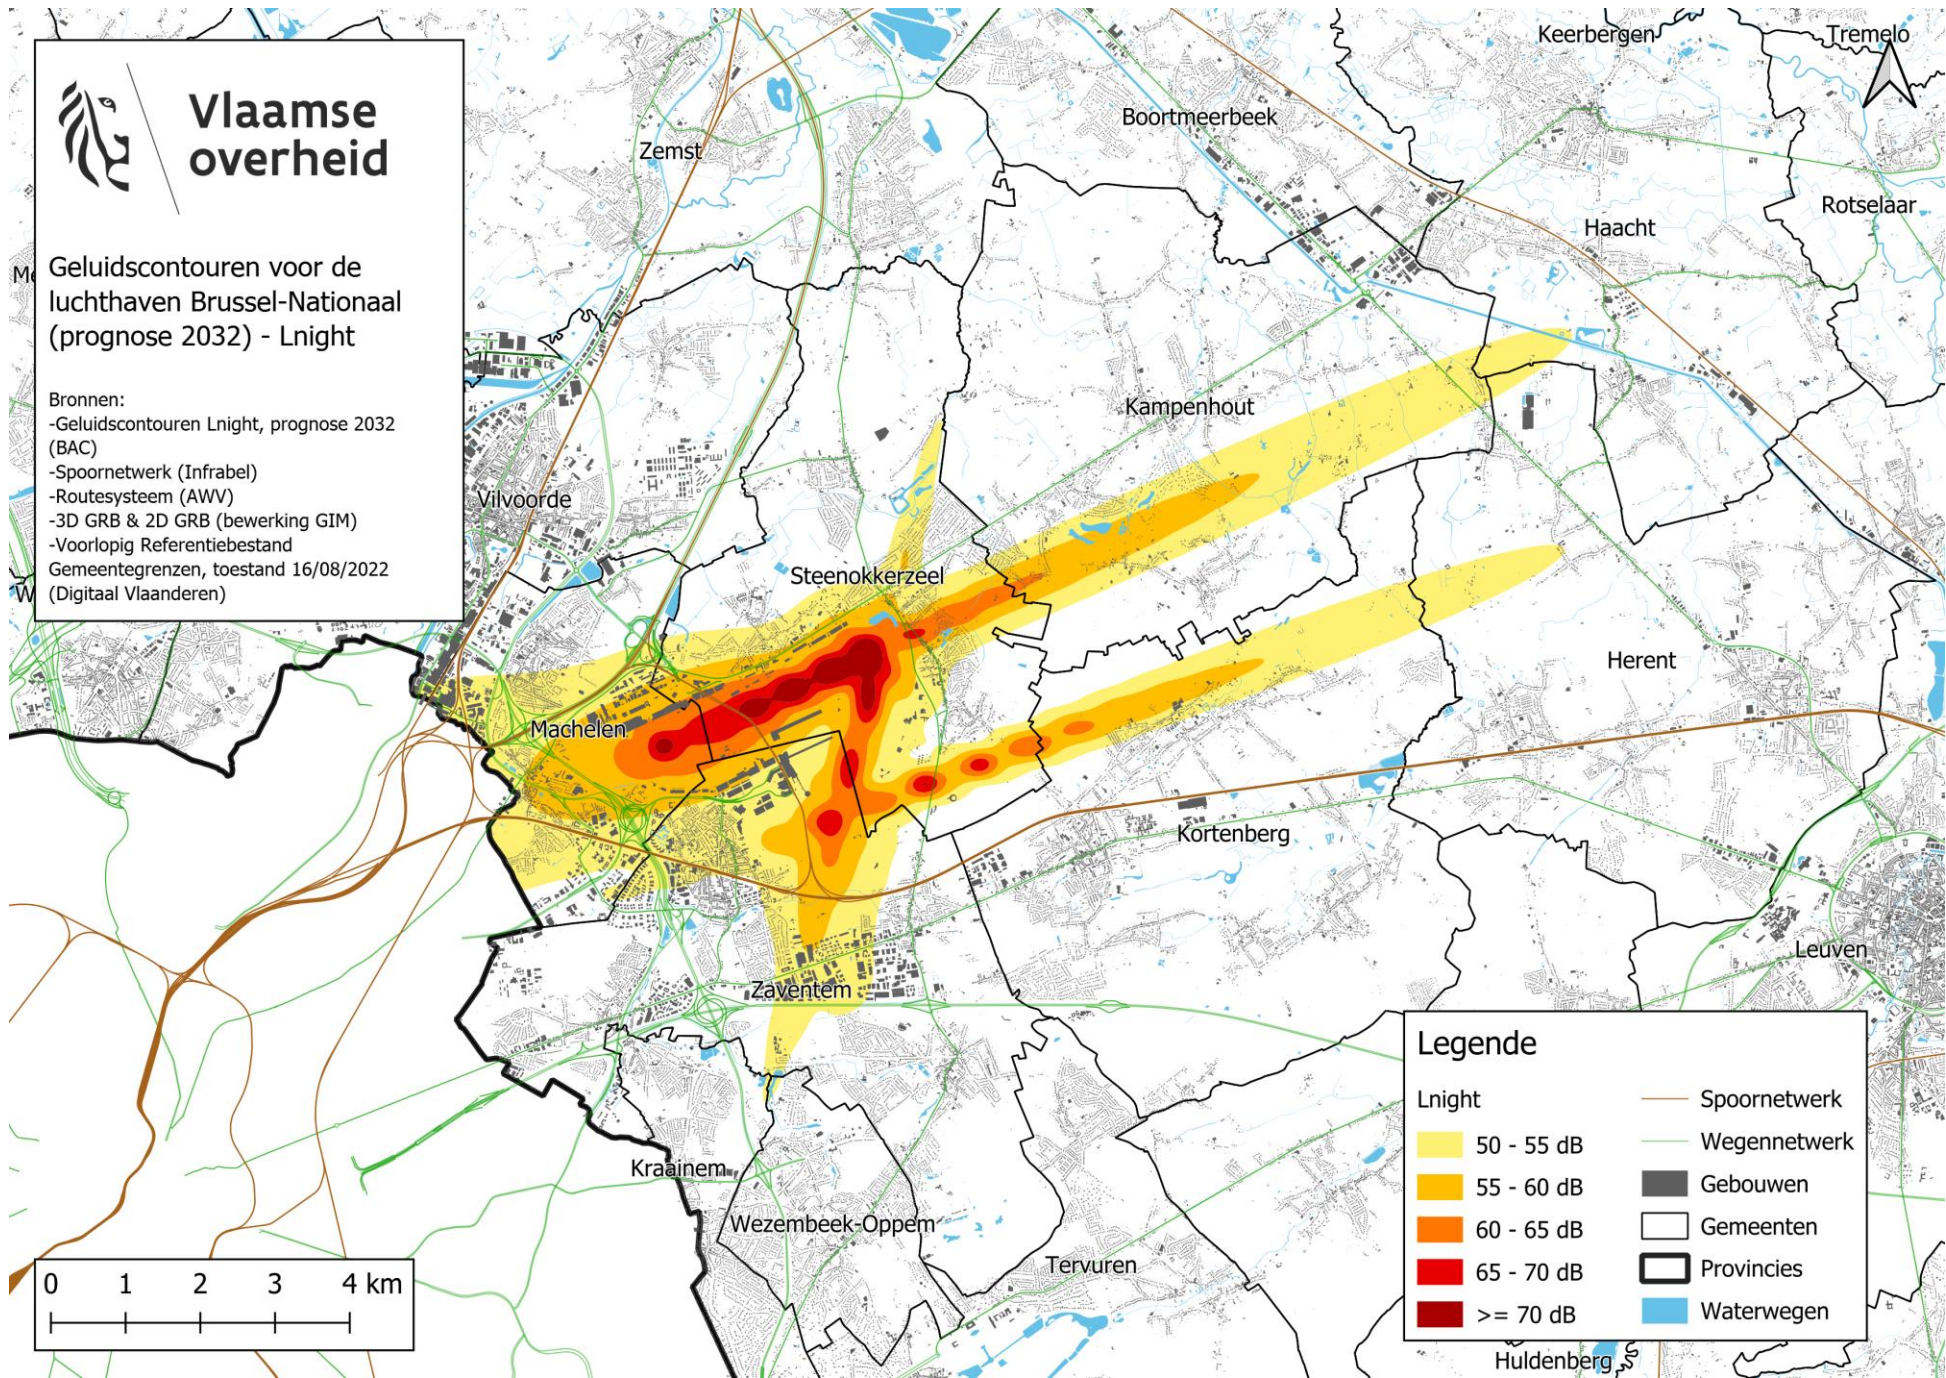 Vlaamse
overheid
Geluidscontouren voor de
luchthaven Brussel-Nationaal
(prognose 2032) - Lnight
Bronnen:
-Geluidscontouren Lnight, prognose 2032
(BAC)
-Spoornetwerk (Infrabel)
-Routesysteem (AWV)
-3D GRB & 2D GRB (bewerking GIM)
-Voorlopig Referentiebestand
Gemeentegrenzen, toestand 16/08/2022
(Digitaal Vlaanderen)
Keerbergen
Tremelo
Boortmeerbeek
Zemst
Rotselaar
Haacht
Me
Kampenhout
Vilvoorde
Steenokkerzeel
W
Herent
Machelen
Kortenberg
Leuven
Zaventem
Kraainem
Wezembeek-Oppem
Tervuren
Huldenberg
0 1 2 3 4 km
Legende
Lnight
50 - 55 dB
55 - 60 dB
60 - 65 dB
65 - 70 dB
>= 70 dB
Spoornetwerk
Wegennetwerk
Gebouwen
Gemeenten
Provincies
Waterwegen